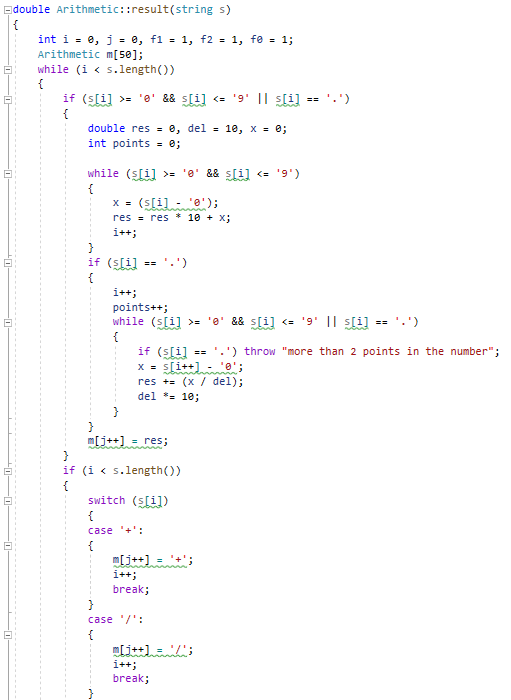 double Arithmetic::result(string s)
{
    int i = 0, j = 0, f1 = 1, f2 = 1, f0 = 1;
    Arithmetic m[50];
    while (i < s.length())
    {
        if (s[i] >= '0' && s[i] <= '9' || s[i] == '.')
        {
            double res = 0, del = 10, x = 0;
            int points = 0;

            while (s[i] >= '0' && s[i] <= '9')
            {
                x = (s[i] - '0');
                res = res * 10 + x;
                i++;
            }
            if (s[i] == '.')
            {
                i++;
                points++;
                while (s[i] >= '0' && s[i] <= '9' || s[i] == '.')
                {
                    if (s[i] == '.') throw "more than 2 points in the number";
                    x = s[i++] - '0';
                    res += (x / del);
                    del *= 10;
                }
            }
            m[j++] = res;
        }
        if (i < s.length())
        {
            switch (s[i])
            {
            case '+':
            {
                m[j++] = '+';
                i++;
                break;
            }
            case '/':
            {
                m[j++] = '/';
                i++;
                break;
            }